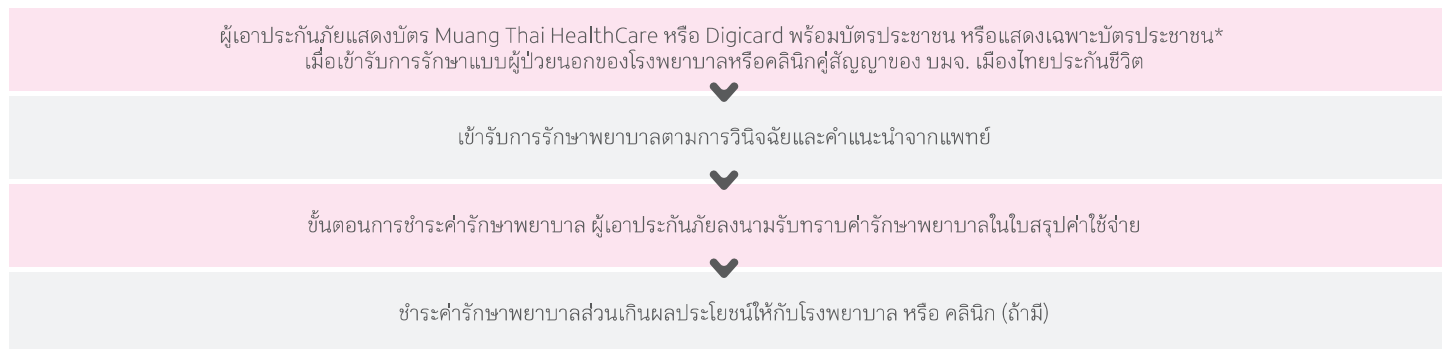 ผู้เอาประกันภัยแสดงบัตร Muang Thai HealthCare หรือ Digicard พร้อมบัตรประชาชน หรือแสดงเฉพาะบัตรประชาชน*
เมื่อเข้ารับการรักษาแบบผู้ป่วยนอกของโรงพยาบาลหรือคลินิกคู่สัญญาของ บมจ. เมืองไทยประกันชีวิต
เข้ารับการรักษาพยาบาลตามการวินิจฉัยและคำแนะนำจากแพทย์
ขั้นตอนการชำระค่ารักษาพยาบาล ผู้เอาประกันภัยลงนามรับทราบค่ารักษาพยาบาลในใบสรุปค่าใช้จ่าย
ชำระค่ารักษาพยาบาลส่วนเกินผลประโยชน์ให้กับโรงพยาบาล หรือ คลินิก (ถ้ามี)